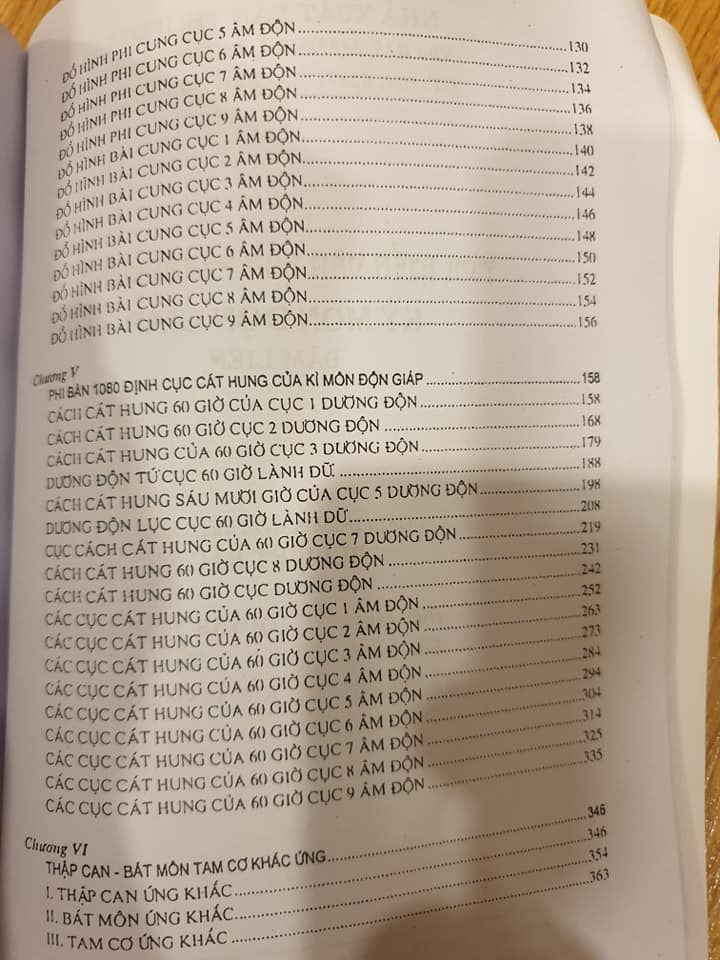 ĐỒ HÌNH PHI CUNG CỤC 5 ÂM ĐỘN......130
ĐỒ HÌNH PHI CUNG CỤC 6 ÂM ĐỘN......132
ĐỒ HÌNH PHI CUNG CỤC 7 ÂM ĐỘN......134
ĐỒ HÌNH PHI CUNG CỤC 8 ÂM ĐỘN......136
ĐỒ HÌNH PHI CUNG CỤC 9 ÂM ĐỘN......138
ĐỒ HÌNH BÀI CUNG CỤC 1 ÂM ĐỘN......140
ĐỒ HÌNH BÀI CUNG CỤC 2 ÂM ĐỘN......142
ĐỒ HÌNH BÀI CUNG CỤC 3 ÂM ĐỘN......144
ĐỒ HÌNH BÀI CUNG CỤC 4 ÂM ĐỘN......146
ĐỒ HÌNH BÀI CUNG CỤC 5 ÂM ĐỘN......148
ĐỒ HÌNH BÀI CUNG CỤC 6 ÂM ĐỘN......150
ĐỒ HÌNH BÀI CUNG CỤC 7 ÂM ĐỘN......152
ĐỒ HÌNH BÀI CUNG CỤC 8 ÂM ĐỘN......154
ĐỒ HÌNH BÀI CUNG CỤC 9 ÂM ĐỘN......156
Chương V
PHI BÀN 1080 ĐỊNH CỤC CÁT HUNG CỦA KÌ MÔN ĐỘN GIÁP......158
CÁCH CÁT HUNG 60 GIỜ CỦA CỤC 1 DƯƠNG ĐỘN......158
CÁCH CÁT HUNG 60 GIỜ CỤC 2 DƯƠNG ĐỘN......168
CÁCH CÁT HUNG CỦA 60 GIỜ CỤC 3 DƯƠNG ĐỘN......179
DƯƠNG ĐỘN TỨ CỤC 60 GIỜ LÀNH DỮ......188
CÁCH CÁT HUNG SÁU MƯƠI GIỜ CỦA CỤC 5 DƯƠNG ĐỘN......198
DƯƠNG ĐỘN LỤC CỤC 60 GIỜ LÀNH DỮ......208
CỤC CÁCH CÁT HUNG CỦA 60 GIỜ CỤC 7 DƯƠNG ĐỘN......219
CÁCH CÁT HUNG 60 GIỜ CỤC 8 DƯƠNG ĐỘN......231
CÁCH CÁT HUNG 60 GIỜ CỤC DƯƠNG ĐỘN......242
CÁC CỤC CÁT HUNG CỦA 60 GIỜ CỤC 1 ÂM ĐỘN......252
CÁC CỤC CÁT HUNG CỦA 60 GIỜ CỤC 2 ÂM ĐỘN......263
CÁC CỤC CÁT HUNG CỦA 60 GIỜ CỤC 3 ÂM ĐỘN......273
CÁC CỤC CÁT HUNG CỦA 60 GIỜ CỤC 4 ÂM ĐỘN......284
CÁC CỤC CÁT HUNG CỦA 60 GIỜ CỤC 5 ÂM ĐỘN......294
CÁC CỤC CÁT HUNG CỦA 60 GIỜ CỤC 6 ÂM ĐỘN......304
CÁC CỤC CÁT HUNG CỦA 60 GIỜ CỤC 7 ÂM ĐỘN......314
CÁC CỤC CÁT HUNG CỦA 60 GIỜ CỤC 8 ÂM ĐỘN......325
CÁC CỤC CÁT HUNG CỦA 60 GIỜ CỤC 9 ÂM ĐỘN......335
Chương VI
THẬP CAN - BÁT MÔN TAM CƠ KHÁC ỨNG......346
I. THẬP CAN ỨNG KHẮC......346
II. BÁT MÔN ỨNG KHẮC......354
III. TAM CƠ ỨNG KHẮC......363